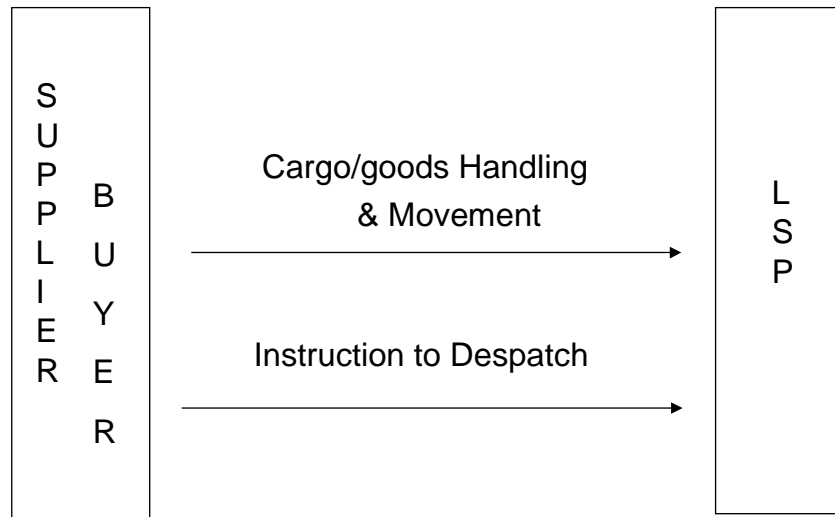 SUPPLIER
BUYER
Cargo/goods Handling
& Movement
Instruction to Despatch
LSP